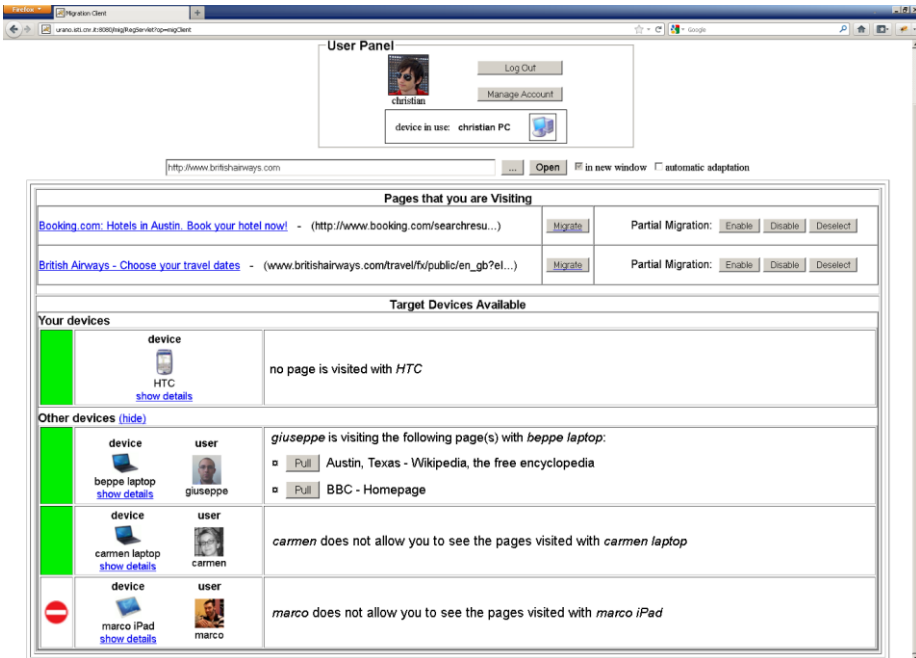 Firefox
Migration Client
urano.isti.cnr.it:8080/mig/RegServlet?op=migClient
Google
User Panel
christian
Log Out
Manage Account
device in use: christian PC
http://www.britishairways.com
... Open in new window automatic adaptation
Pages that you are Visiting
Booking.com: Hotels in Austin. Book your hotel now! - (http://www.booking.com/searchresu...) Migrate Partial Migration: Enable Disable Deselect
British Airways - Choose your travel dates - (www.britishairways.com/travel/fx/public/en_gb?eI...) Migrate Partial Migration: Enable Disable Deselect
Target Devices Available
Your devices
device
HTC
show details
no page is visited with HTC
Other devices (hide)
device user
beppe laptop giuseppe
show details
giuseppe is visiting the following page(s) with beppe laptop:
Pull Austin, Texas - Wikipedia, the free encyclopedia
Pull BBC - Homepage
device user
carmen laptop carmen
show details
carmen does not allow you to see the pages visited with carmen laptop
device user
marco iPad marco
show details
marco does not allow you to see the pages visited with marco iPad